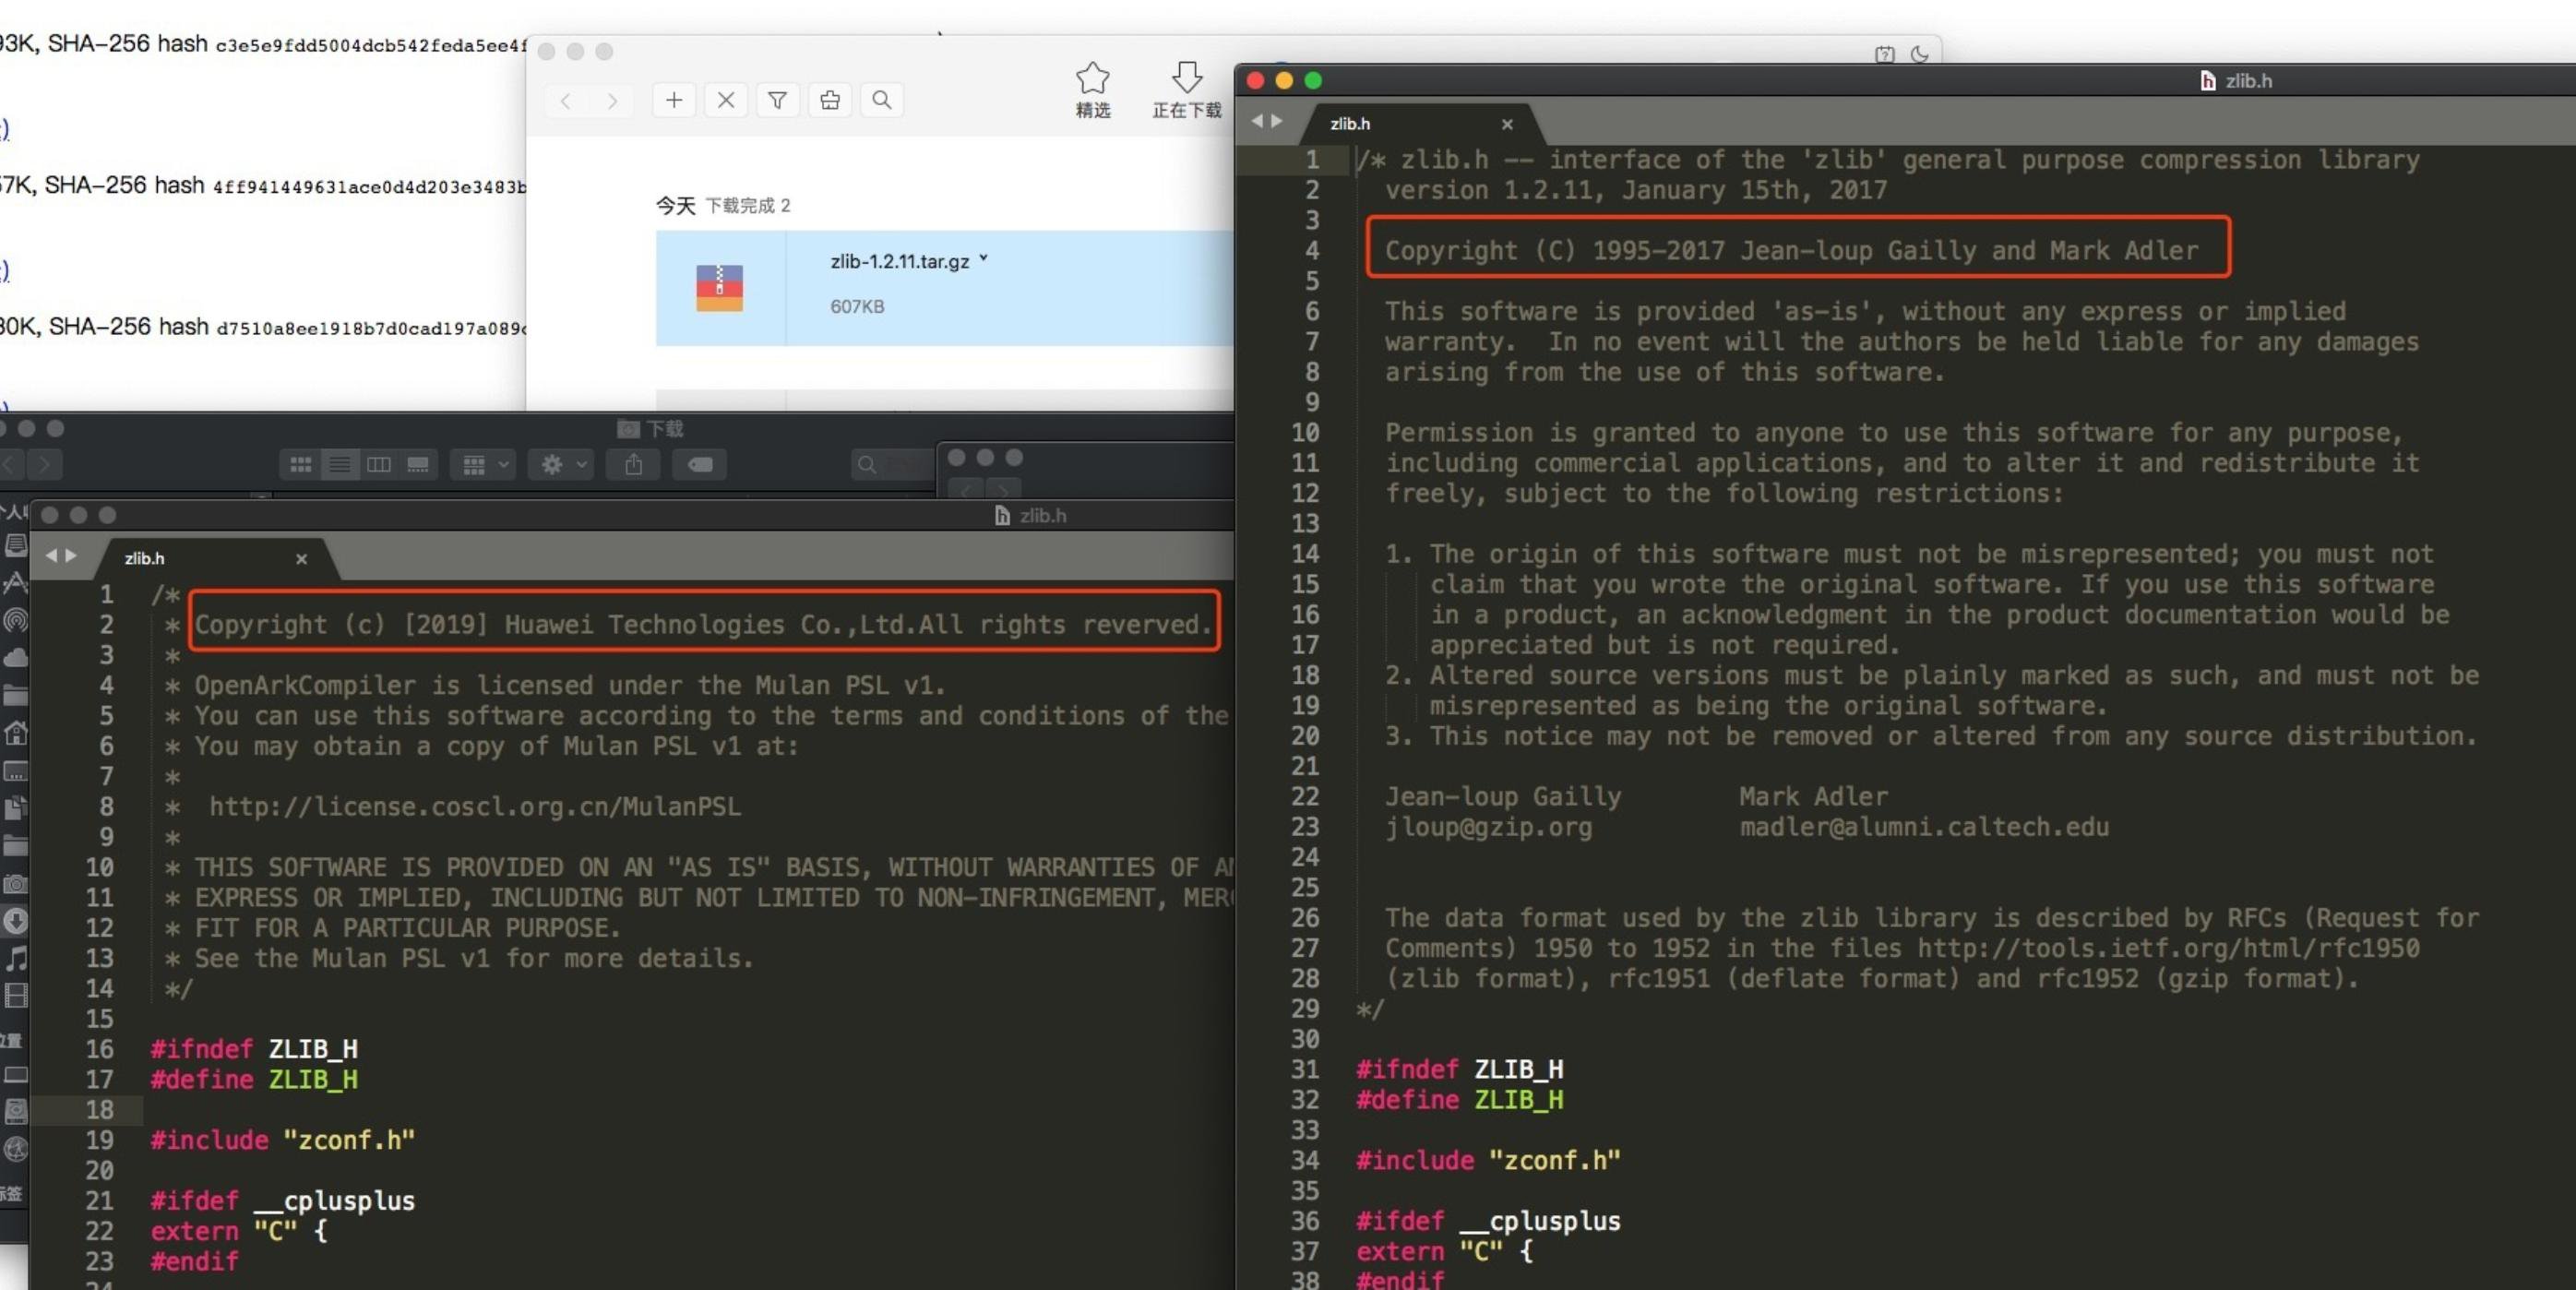 93K, SHA-256 hash c3e5e9fdd5004dcb542feda5ee4f
57K, SHA-256 hash 4ff941449631ace0d4d203e3483b
30K, SHA-256 hash d7510a8ee1918b7d0cad197a089c
精选
正在下载
今天 下载完成 2
zlib-1.2.11.tar.gz
607KB
下载
个人
位置
标签
zlib.h
zlib.h
1 /*
2 * Copyright (c) [2019] Huawei Technologies Co.,Ltd.All rights reverved.
3 *
4 * OpenArkCompiler is licensed under the Mulan PSL v1.
5 * You can use this software according to the terms and conditions of the
6 * You may obtain a copy of Mulan PSL v1 at:
7 *
8 *  http://license.coscl.org.cn/MulanPSL
9 *
10 * THIS SOFTWARE IS PROVIDED ON AN "AS IS" BASIS, WITHOUT WARRANTIES OF
11 * EXPRESS OR IMPLIED, INCLUDING BUT NOT LIMITED TO NON-INFRINGEMENT,
12 * FIT FOR A PARTICULAR PURPOSE.
13 * See the Mulan PSL v1 for more details.
14 */
15
16 #ifndef ZLIB_H
17 #define ZLIB_H
18
19 #include "zconf.h"
20
21 #ifdef __cplusplus
22 extern "C" {
23 #endif
24
zlib.h
zlib.h
1 /* zlib.h -- interface of the 'zlib' general purpose compression library
2 version 1.2.11, January 15th, 2017
3
4 Copyright (C) 1995-2017 Jean-loup Gailly and Mark Adler
5
6 This software is provided 'as-is', without any express or implied
7 warranty.  In no event will the authors be held liable for any damages
8 arising from the use of this software.
9
10 Permission is granted to anyone to use this software for any purpose,
11 including commercial applications, and to alter it and redistribute it
12 freely, subject to the following restrictions:
13
14 1. The origin of this software must not be misrepresented; you must not
15 claim that you wrote the original software. If you use this software
16 in a product, an acknowledgment in the product documentation would be
17 appreciated but is not required.
18 2. Altered source versions must be plainly marked as such, and must not be
19 misrepresented as being the original software.
20 3. This notice may not be removed or altered from any source distribution.
21
22 Jean-loup Gailly        Mark Adler
23 jloup@gzip.org          madler@alumni.caltech.edu
24
25
26 The data format used by the zlib library is described by RFCs (Request for
27 Comments) 1950 to 1952 in the files http://tools.ietf.org/html/rfc1950
28 (zlib format), rfc1951 (deflate format) and rfc1952 (gzip format).
29 */
30
31 #ifndef ZLIB_H
32 #define ZLIB_H
33
34 #include "zconf.h"
35
36 #ifdef __cplusplus
37 extern "C" {
38 #endif